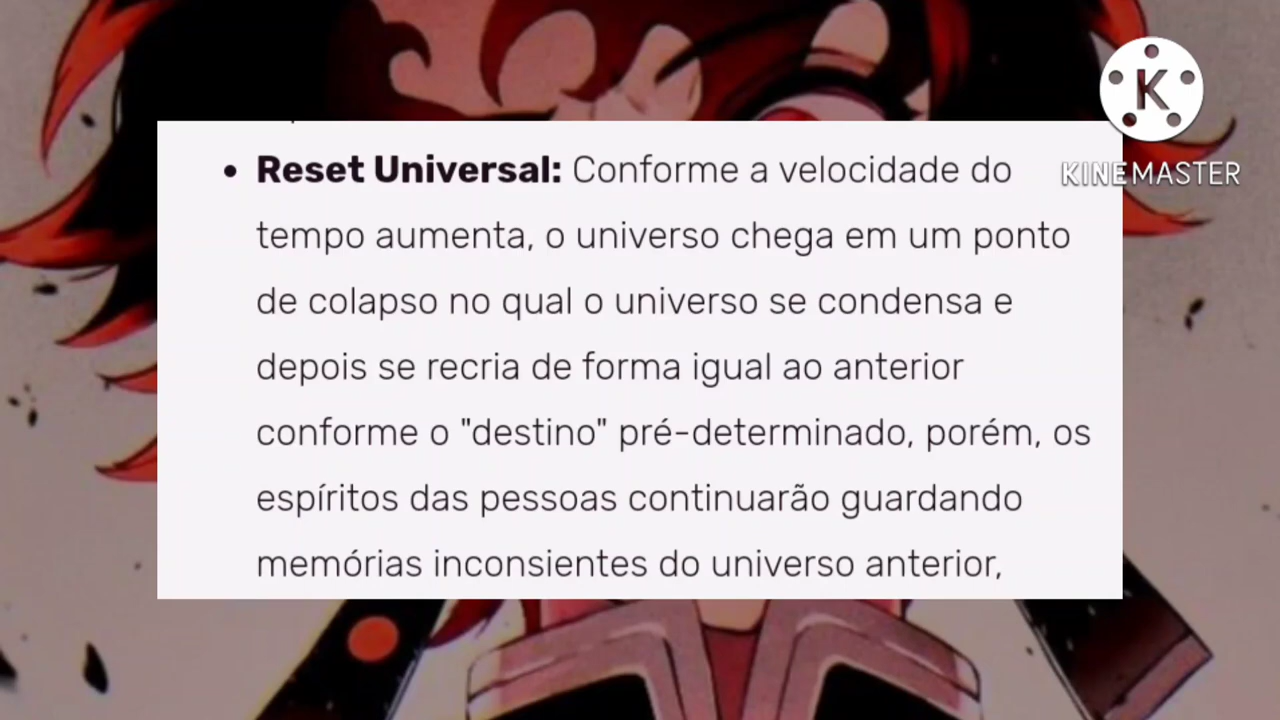 K
KINEMASTER
• Reset Universal: Conforme a velocidade do
tempo aumenta, o universo chega em um ponto
de colapso no qual o universo se condensa e
depois se recria de forma igual ao anterior
conforme o "destino" pré-determinado, porém, os
espíritos das pessoas continuarão guardando
memórias inconsientes do universo anterior,